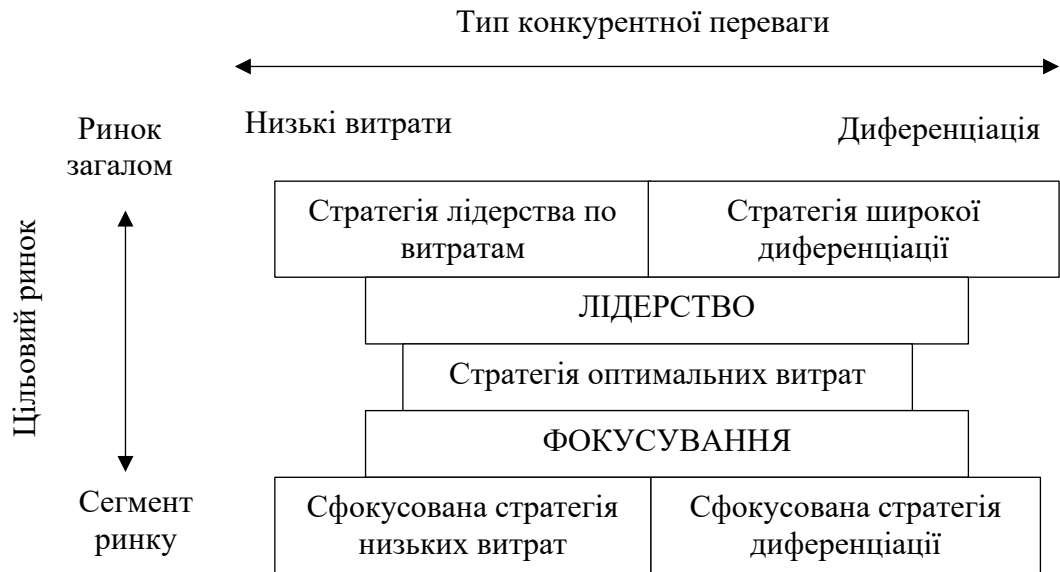 Тип конкурентної переваги
Низькі витрати
Диференціація
Ринок
загалом
Цільовий ринок
Стратегія лідерства по
витратам
Стратегія широкої
диференціації
ЛІДЕРСТВО
Стратегія оптимальних витрат
ФОКУСУВАННЯ
Сегмент
ринку
Сфокусована стратегія
низьких витрат
Сфокусована стратегія
диференціації